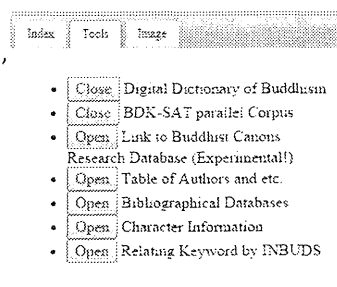 Index Tools Image
,
• Close Digital Dictionary of Buddhism
• Close BDK-SAT parallel Corpus
• Open Link to Buddhist Canons
Research Database (Experimental!)
• Open Table of Authors and etc.
• Open Bibliographical Databases
• Open Character Information
• Open Relating Keyword by INBUDS